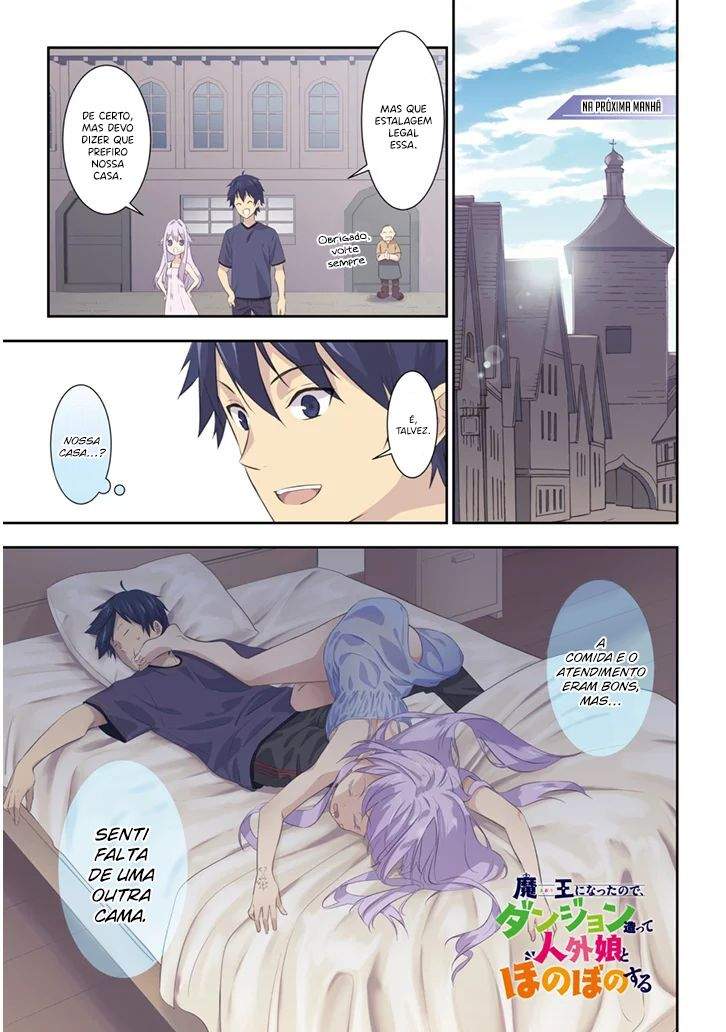 NA PRÓXIMA MANHÃ
MAS QUE
ESTALAGEM
LEGAL
ESSA.
DE CERTO,
MAS DEVO
DIZER QUE
PREFIRO
NOSSA
CASA.
Obrigado,
volte
sempre
É,
TALVEZ.
NOSSA
CASA...?
A
COMIDA E O
ATENDIMENTO
ERAM BONS,
MAS...
SENTI
FALTA
DE UMA
OUTRA
CAMA.
魔王になったので、
ダンジョン造って
人外娘と
ほのぼのする